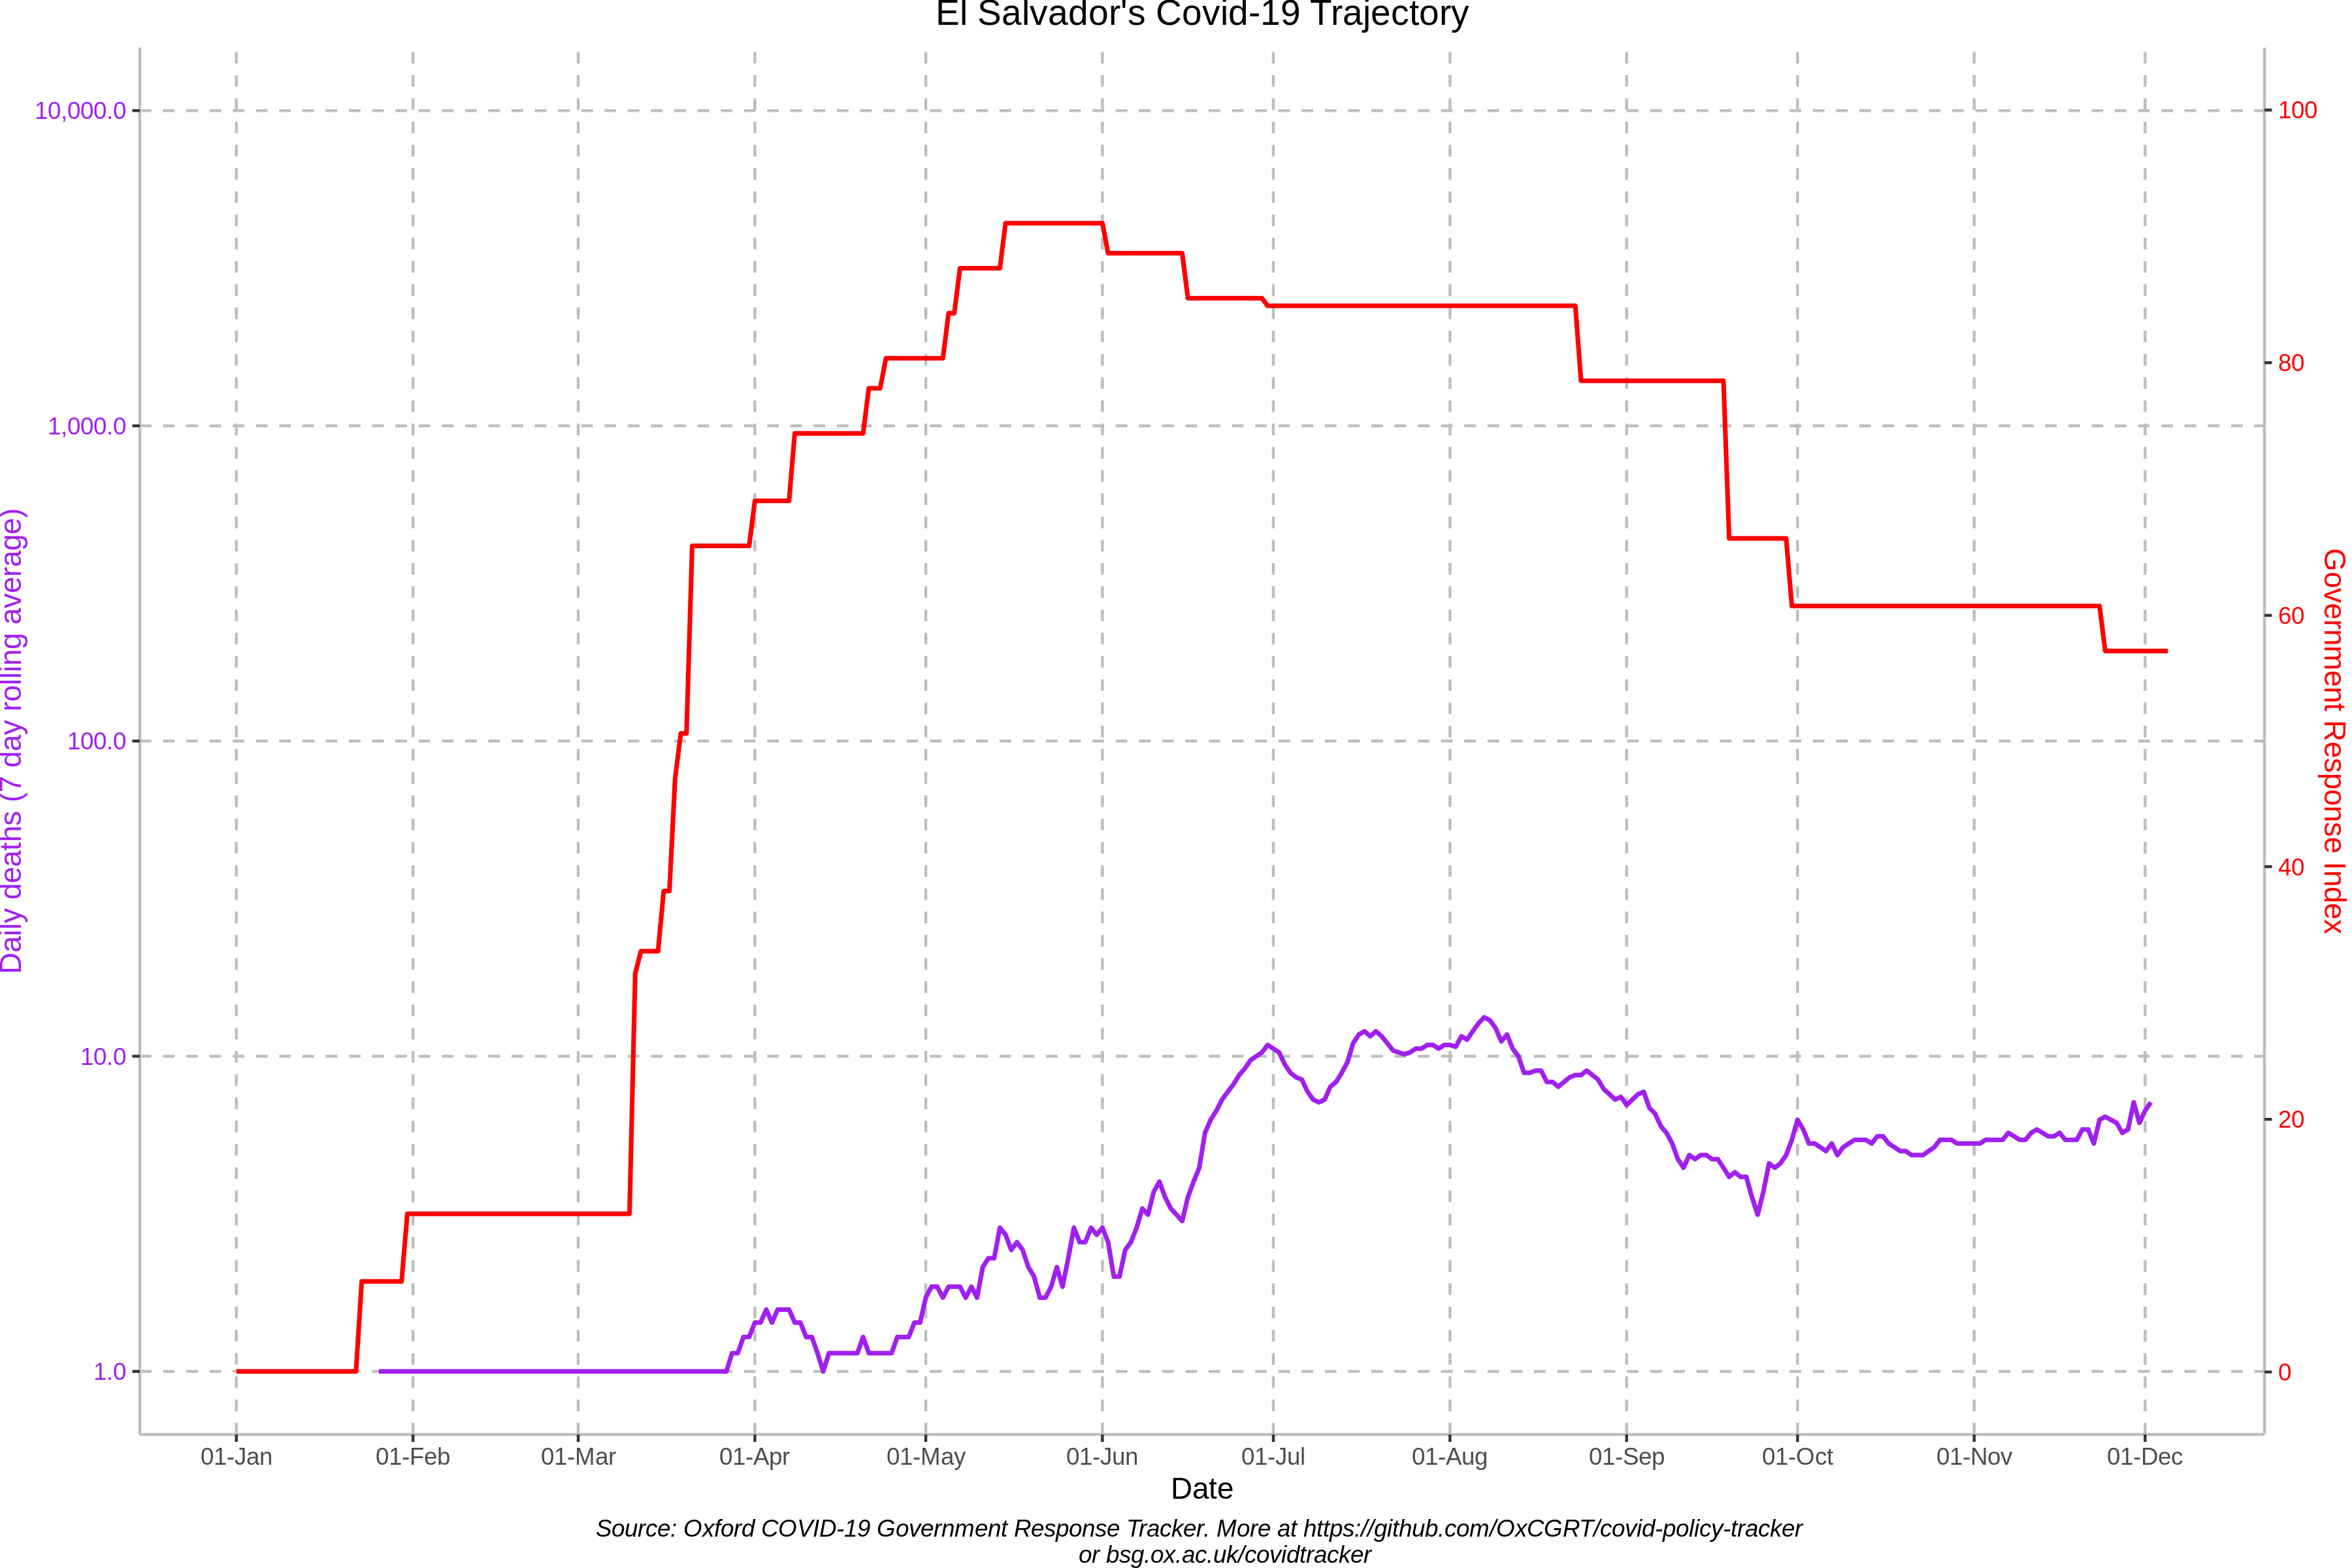 El Salvador's Covid-19 Trajectory
10,000.0
1,000.0
100.0
10.0
1.0
Daily deaths (7 day rolling average)
100
80
60
40
20
0
Government Response Index
01-Jan
01-Feb
01-Mar
01-Apr
01-May
01-Jun
01-Jul
01-Aug
01-Sep
01-Oct
01-Nov
01-Dec
Date
Source: Oxford COVID-19 Government Response Tracker. More at https://github.com/OxCGRT/covid-policy-tracker
or bsg.ox.ac.uk/covidtracker